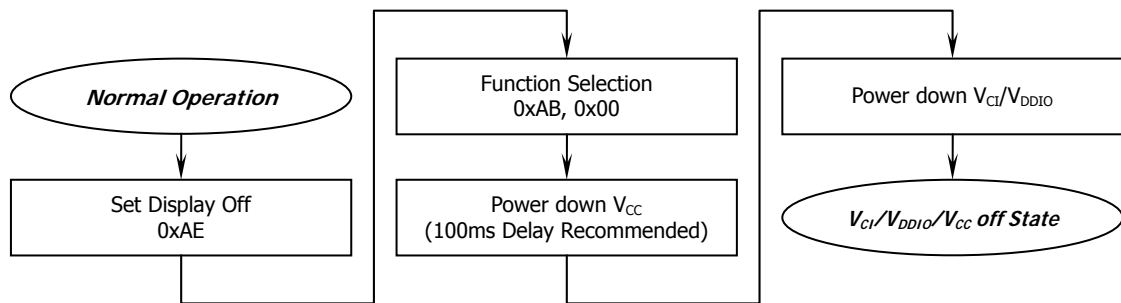 Normal Operation
Set Display Off
0xAE
Function Selection
0xAB, 0x00
Power down VCC
(100ms Delay Recommended)
Power down VCI/VDDIO
VCI/VDDIO/VCC off State